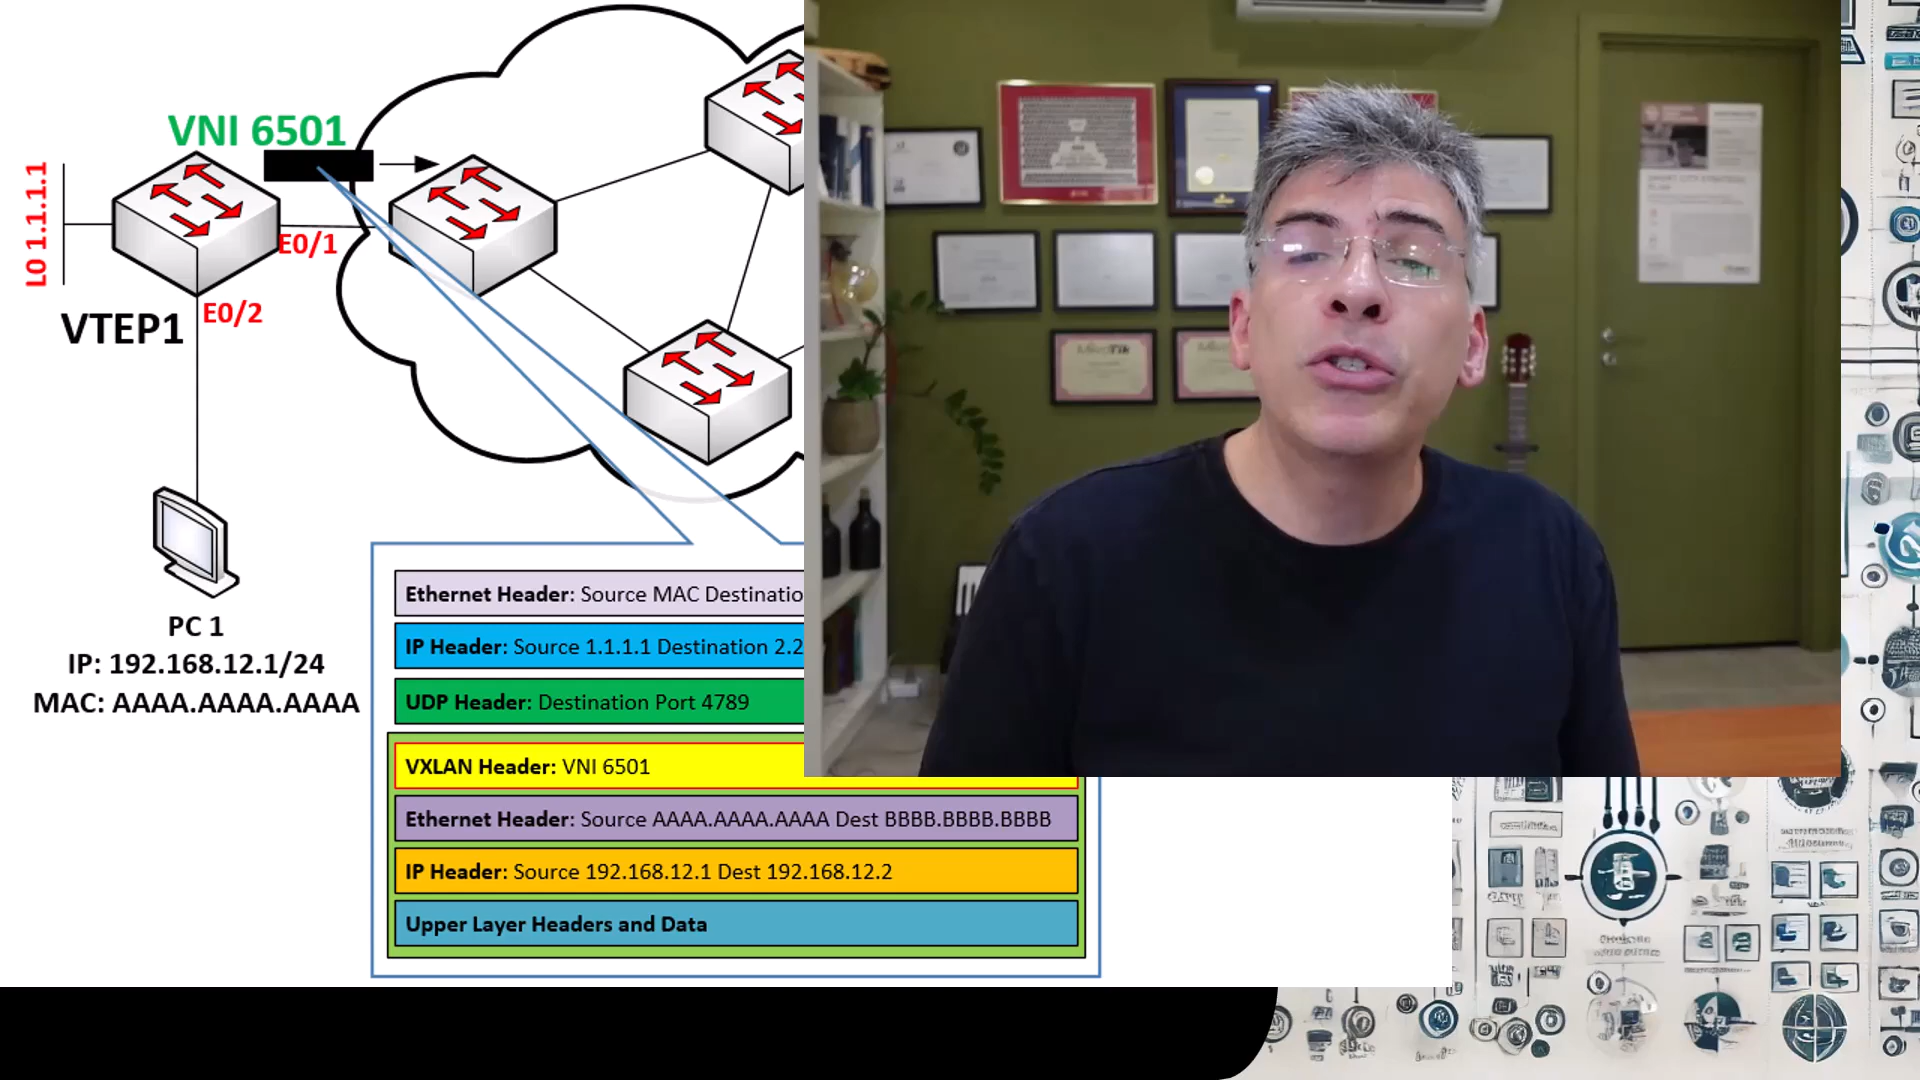 VNI 6501
L0 1.1.1.1
E0/1
E0/2
VTEP1
PC 1
IP: 192.168.12.1/24
MAC: AAAA.AAAA.AAAA
Ethernet Header: Source MAC Destinatio
IP Header: Source 1.1.1.1 Destination 2.2
UDP Header: Destination Port 4789
VXLAN Header: VNI 6501
Ethernet Header: Source AAAA.AAAA.AAAA Dest BBBB.BBBB.BBBB
IP Header: Source 192.168.12.1 Dest 192.168.12.2
Upper Layer Headers and Data